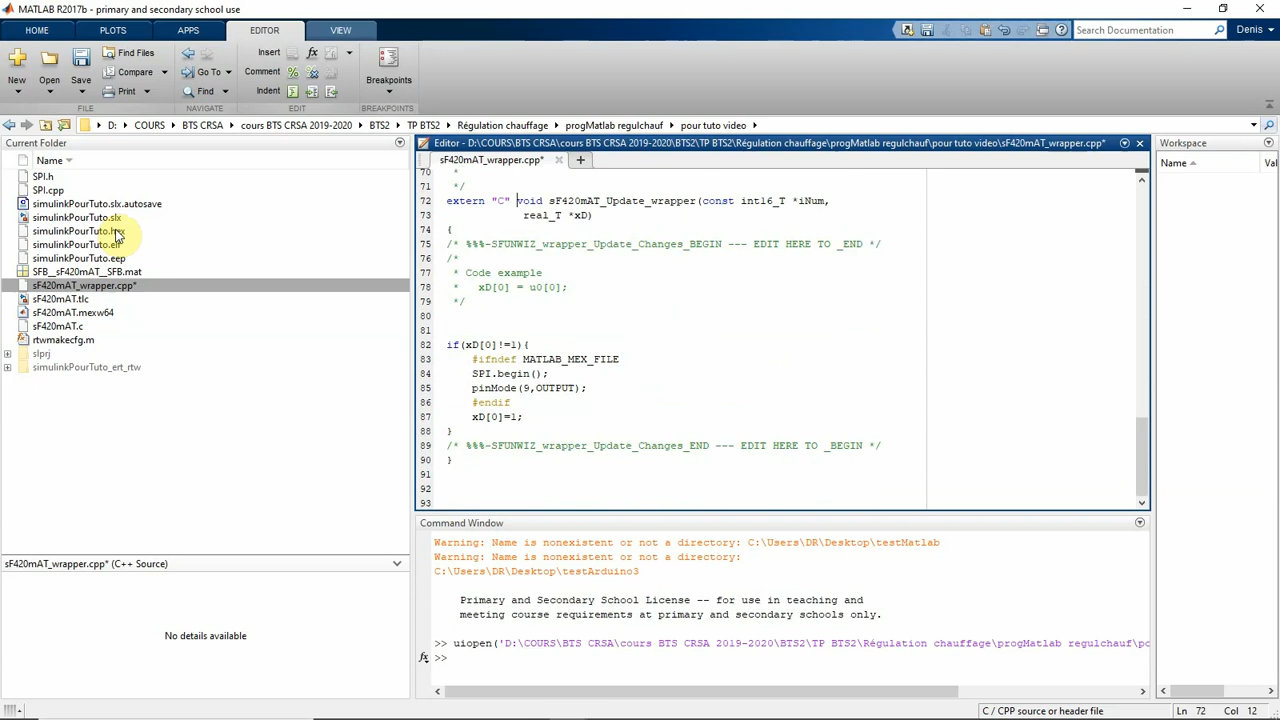 MATLAB R2017b - primary and secondary school use
HOME PLOTS APPS EDITOR VIEW
Search Documentation
Denis
New Open Save
Find Files
Compare
Print
Go To
Find
Insert
Comment
Indent
Breakpoints
FILE NAVIGATE EDIT BREAKPOINTS
D: COURS BTS CRSA cours BTS CRSA 2019-2020 BTS2 TP BTS2 Régulation chauffage progMatlab regulchauf pour tuto video
Current Folder
Name
SPI.h
SPI.cpp
simulinkPourTuto.slx.autosave
simulinkPourTuto.slx
simulinkPourTuto.hex
simulinkPourTuto.elf
simulinkPourTuto.eep
SFB__sF420mAT__SFB.mat
sF420mAT_wrapper.cpp*
sF420mAT.tlc
sF420mAT.mexw64
sF420mAT.c
rtwmakecfg.m
slprj
simulinkPourTuto_ert_rtw
sF420mAT_wrapper.cpp* (C++ Source)
No details available
Editor - D:\COURS\BTS CRSA\cours BTS CRSA 2019-2020\BTS2\TP BTS2\Régulation chauffage\progMatlab regulchauf\pour tuto video\sF420mAT_wrapper.cpp*
sF420mAT_wrapper.cpp*
70 *
71 */
72 extern "C" void sF420mAT_Update_wrapper(const int16_T *iNum,
73 real_T *xD)
74 {
75 /* %%%-SFUNWIZ_wrapper_Update_Changes_BEGIN --- EDIT HERE TO _END */
76 /*
77 * Code example
78 * xD[0] = u0[0];
79 */
80
81
82 if(xD[0]!=1){
83 #ifndef MATLAB_MEX_FILE
84 SPI.begin();
85 pinMode(9,OUTPUT);
86 #endif
87 xD[0]=1;
88 }
89 /* %%%-SFUNWIZ_wrapper_Update_Changes_END --- EDIT HERE TO _BEGIN */
90 }
91
92
93
Command Window
Warning: Name is nonexistent or not a directory: C:\Users\DR\Desktop\testMatlab
Warning: Name is nonexistent or not a directory:
C:\Users\DR\Desktop\testArduino3
Primary and Secondary School License -- for use in teaching and
meeting course requirements at primary and secondary schools only.
>> uiopen('D:\COURS\BTS CRSA\cours BTS CRSA 2019-2020\BTS2\TP BTS2\Régulation chauffage\progMatlab regulchauf\po
fx >>
Workspace
Name Val
C / CPP source or header file
Ln 72 Col 12